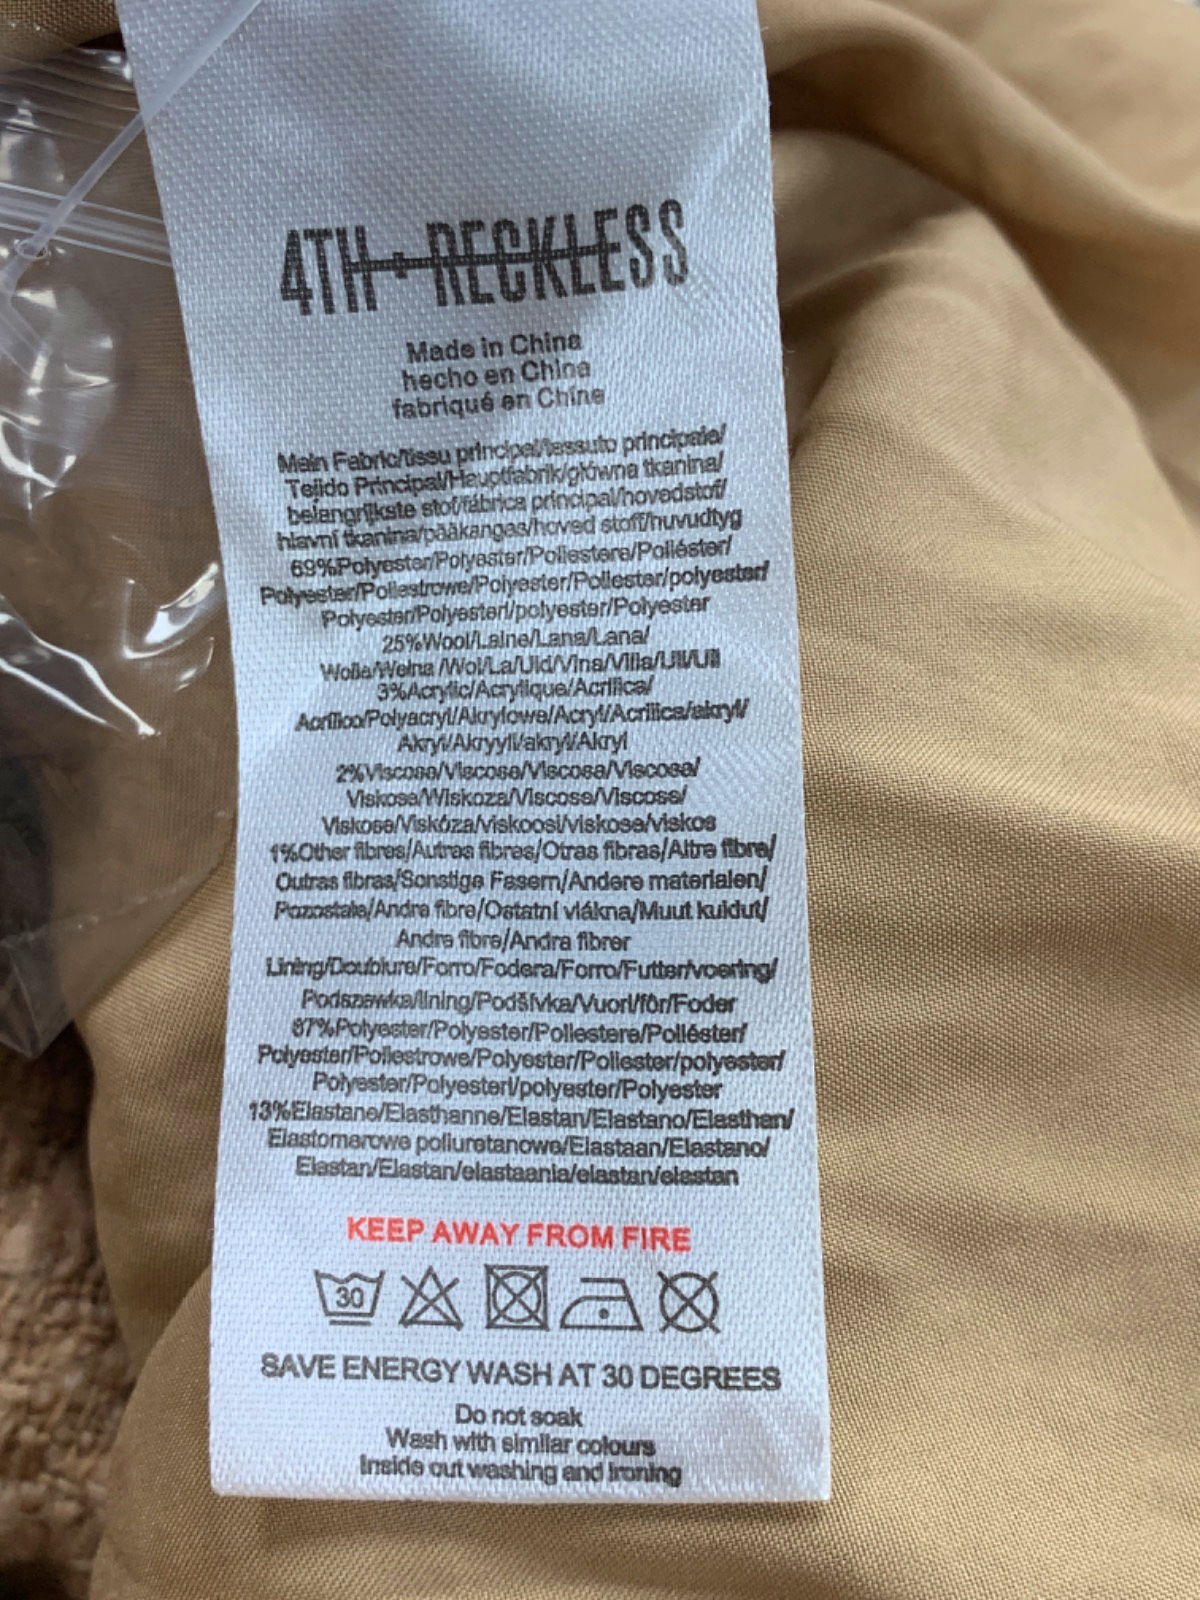 4TH+RECKLESS
Made in China
hecho en China
fabriqué en Chine
Main Fabric/tissu principal/tessuto principale/
Tejido Principal/Hauptfabrik/główna tkanina/
belangrijkste stof/fábrica principal/hovedstof/
hlavní tkanina/pääkangas/hoved stoff/huvudtyg
69%Polyester/Polyester/Poliestere/Poliéster/
Polyester/Poliestrowe/Polyester/Poliester/polyester/
Polyester/Polyesteri/polyester/Polyester
25%Wool/Laine/Lana/Lana/
Wolle/Wełna /Wol/La/Uld/Vlna/Villa/Ull/Ull
3%Acrylic/Acrylique/Acrilica/
Acrílico/Polyacryl/Akrylowe/Acryl/Acrilica/akryl/
Akryl/Akryyli/akryl/Akryl
2%Viscose/Viscose/Viscosa/Viscosa/
Viskose/Wiskoza/Viscose/Viscose/
Viskose/Viskóza/viskoosi/viskose/viskos
1%Other fibres/Autres fibres/Otras fibras/Altre fibre/
Outras fibras/Sonstige Fasern/Andere materialen/
Pozostałe/Andre fibre/Ostatní vlákna/Muut kuidut/
Andre fibre/Andra fibrer
Lining/Doublure/Forro/Fodera/Forro/Futter/voering/
Podszewka/lining/Podšívka/Vuori/fôr/Foder
87%Polyester/Polyester/Poliestere/Poliéster/
Polyester/Poliestrowe/Polyester/Poliester/polyester/
Polyester/Polyesteri/polyester/Polyester
13%Elastane/Elasthanne/Elastan/Elastano/Elasthan/
Elastomerowe poliuretanowe/Elastaan/Elastano/
Elastan/Elastan/elastaania/elastan/elastan
KEEP AWAY FROM FIRE
30
SAVE ENERGY WASH AT 30 DEGREES
Do not soak
Wash with similar colours
Inside out washing and ironing